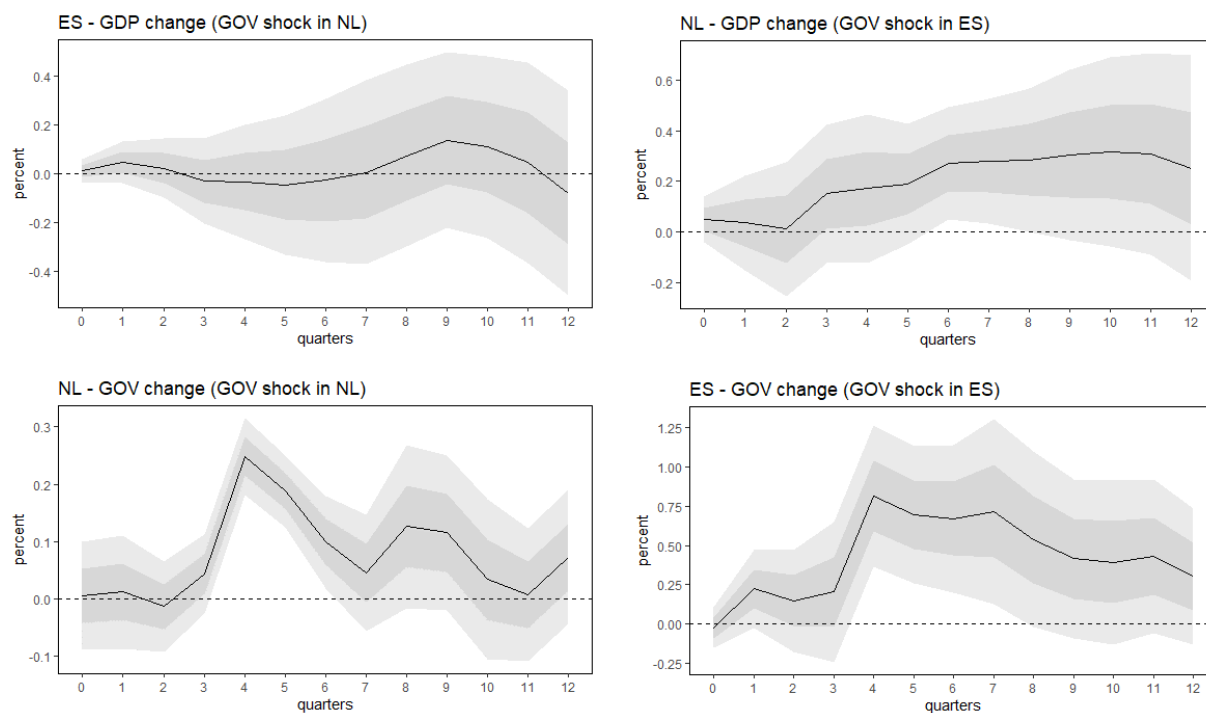 ES - GDP change (GOV shock in NL)
NL - GDP change (GOV shock in ES)
percent
0.4
0.2
0.0
-0.2
-0.4
0 1 2 3 4 5 6 7 8 9 10 11 12
quarters
percent
0.6
0.4
0.2
0.0
-0.2
0 1 2 3 4 5 6 7 8 9 10 11 12
quarters
NL - GOV change (GOV shock in NL)
ES - GOV change (GOV shock in ES)
percent
0.3
0.2
0.1
0.0
-0.1
0 1 2 3 4 5 6 7 8 9 10 11 12
quarters
percent
1.25
1.00
0.75
0.50
0.25
0.00
-0.25
0 1 2 3 4 5 6 7 8 9 10 11 12
quarters